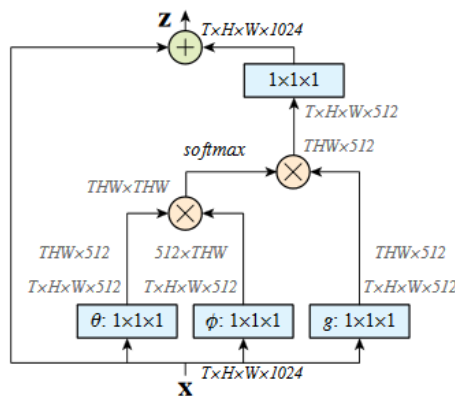 z
T×H×W×1024
+
1×1×1
T×H×W×512
softmax
THW×512
THW×THW
×
×
THW×512
512×THW
THW×512
T×H×W×512
T×H×W×512
T×H×W×512
θ: 1×1×1
ϕ: 1×1×1
g: 1×1×1
x
T×H×W×1024